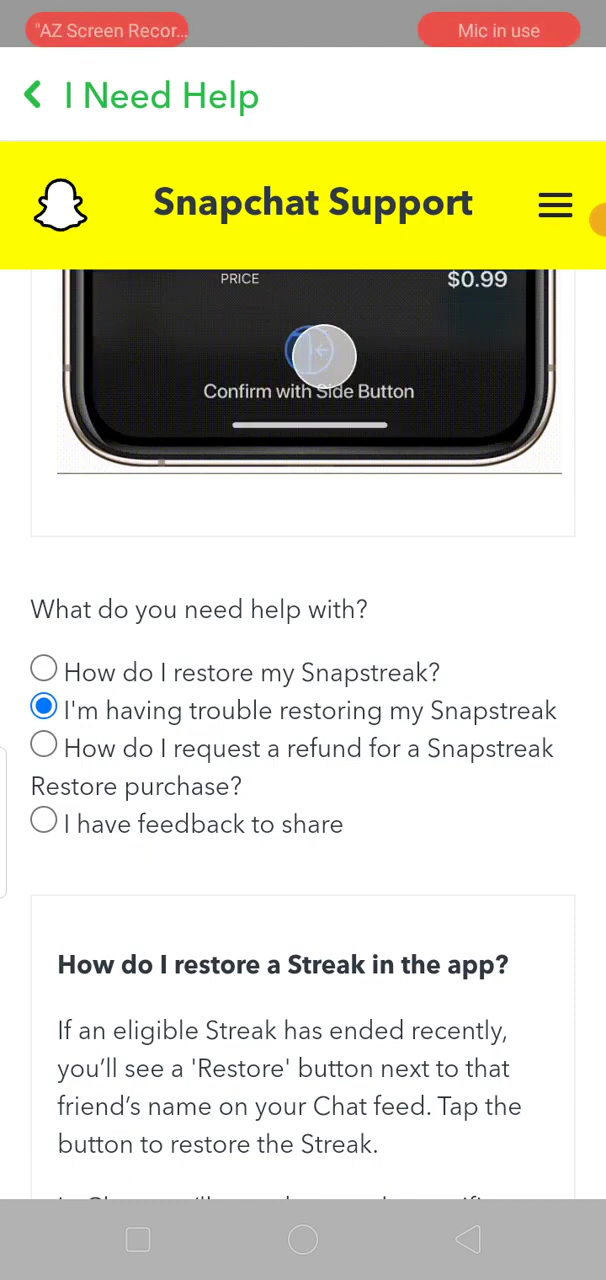 "AZ Screen Recor...
Mic in use
I Need Help
Snapchat Support
PRICE
$0.99
Confirm with Side Button
What do you need help with?
How do I restore my Snapstreak?
I'm having trouble restoring my Snapstreak
How do I request a refund for a Snapstreak
Restore purchase?
I have feedback to share
How do I restore a Streak in the app?
If an eligible Streak has ended recently,
you’ll see a 'Restore' button next to that
friend’s name on your Chat feed. Tap the
button to restore the Streak.